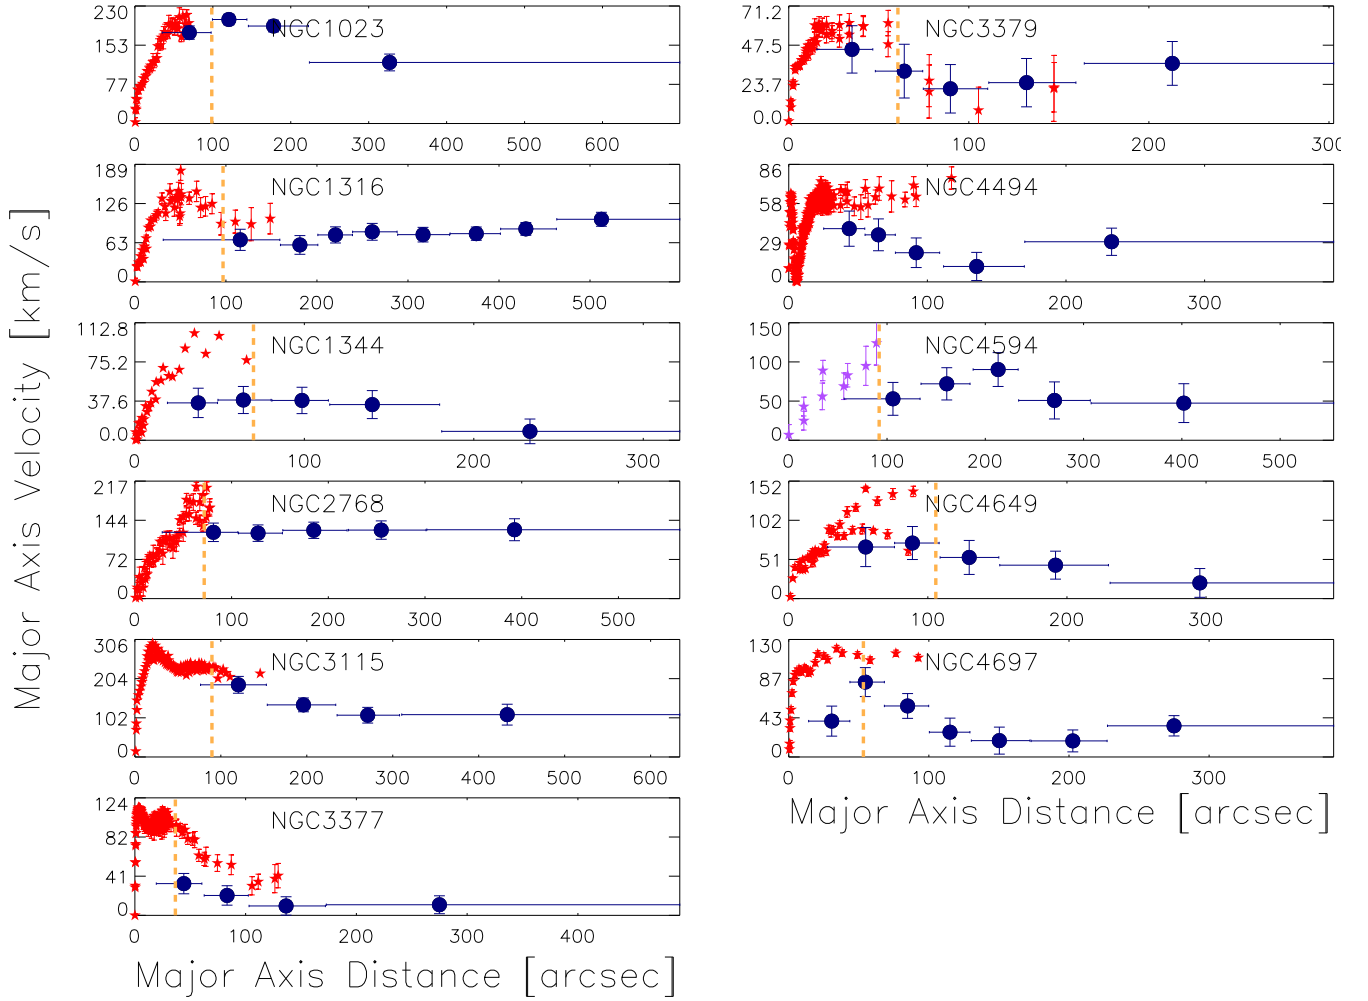 Major Axis Velocity [km/s]
NGC1023
230
153
77
0
0 100 200 300 400 500 600
NGC1316
189
126
63
0
0 100 200 300 400 500
NGC1344
112.8
75.2
37.6
0.0
0 100 200 300
NGC2768
217
144
72
0
0 100 200 300 400 500
NGC3115
306
204
102
0
0 100 200 300 400 500 600
NGC3377
124
82
41
0
0 100 200 300 400
Major Axis Distance [arcsec]
NGC3379
71.2
47.5
23.7
0.0
0 100 200 300
NGC4494
86
58
29
0
0 100 200 300
NGC4594
150
100
50
0
0 100 200 300 400 500
NGC4649
152
102
51
0
0 100 200 300
NGC4697
130
87
43
0
0 100 200 300
Major Axis Distance [arcsec]